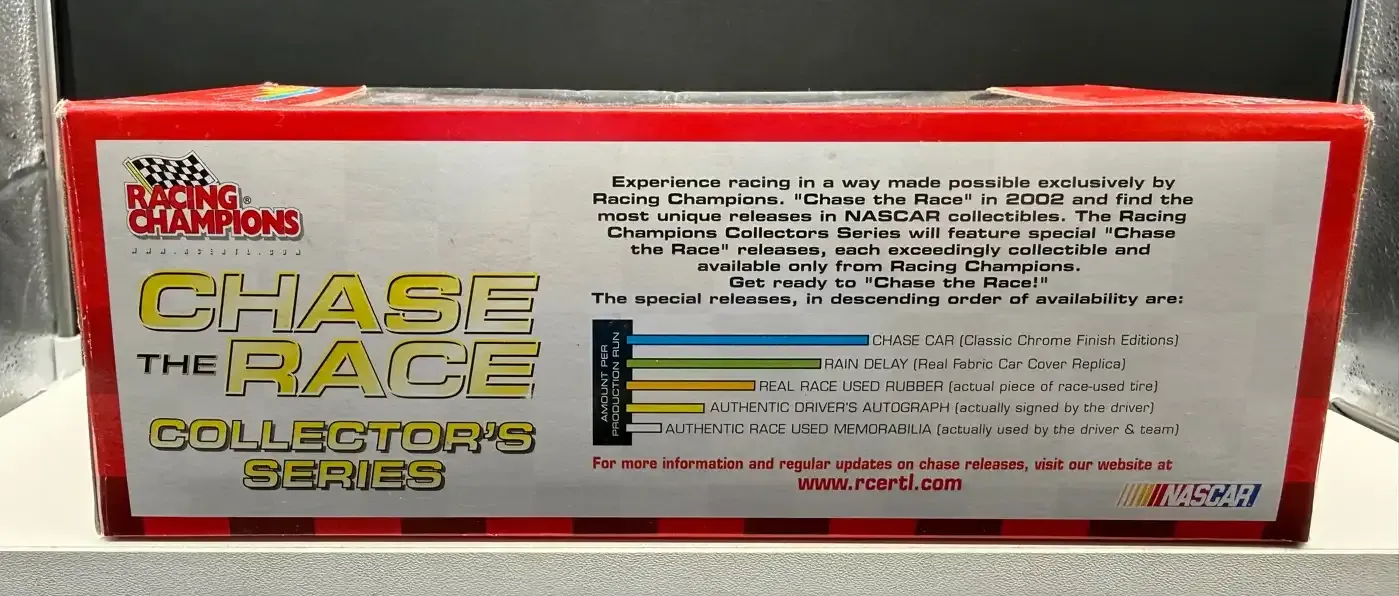 RACING®
CHAMPIONS
www.rcertl.com
CHASE
THE RACE
COLLECTOR'S
SERIES
Experience racing in a way made possible exclusively by
Racing Champions. "Chase the Race" in 2002 and find the
most unique releases in NASCAR collectibles. The Racing
Champions Collectors Series will feature special "Chase
the Race" releases, each exceedingly collectible and
available only from Racing Champions.
Get ready to "Chase the Race!"
The special releases, in descending order of availability are:
AMOUNT PER
PRODUCTION RUN
CHASE CAR (Classic Chrome Finish Editions)
RAIN DELAY (Real Fabric Car Cover Replica)
REAL RACE USED RUBBER (actual piece of race-used tire)
AUTHENTIC DRIVER'S AUTOGRAPH (actually signed by the driver)
AUTHENTIC RACE USED MEMORABILIA (actually used by the driver & team)
For more information and regular updates on chase releases, visit our website at
www.rcertl.com
NASCAR